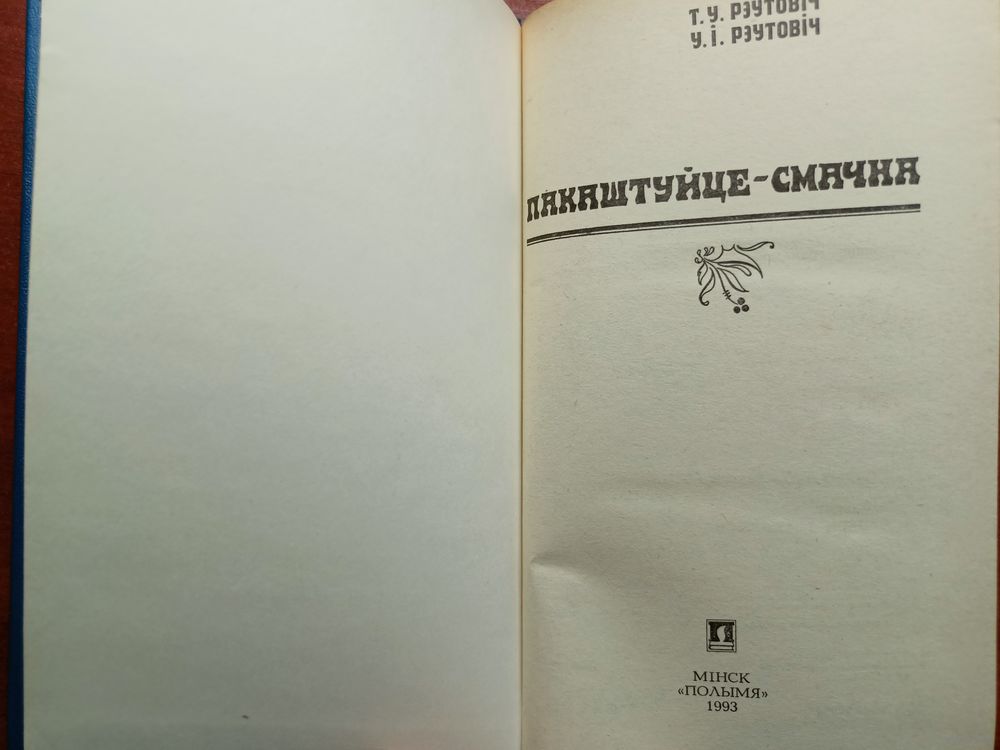 Т. У. РЭУТОВІЧ
У. І. РЭУТОВІЧ
ПАКАШТУЙЦЕ-СМАЧНА
П
МІНСК
«ПОЛЫМЯ»
1993